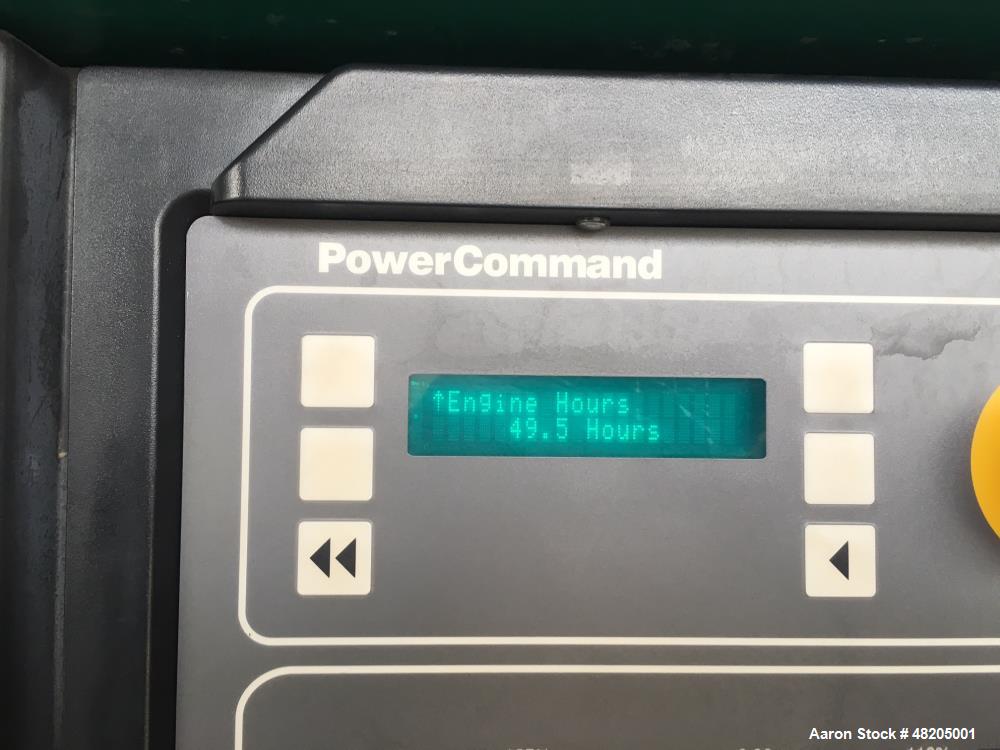 PowerCommand
↑Engine Hours
49.5 Hours
Aaron Stock # 48205001